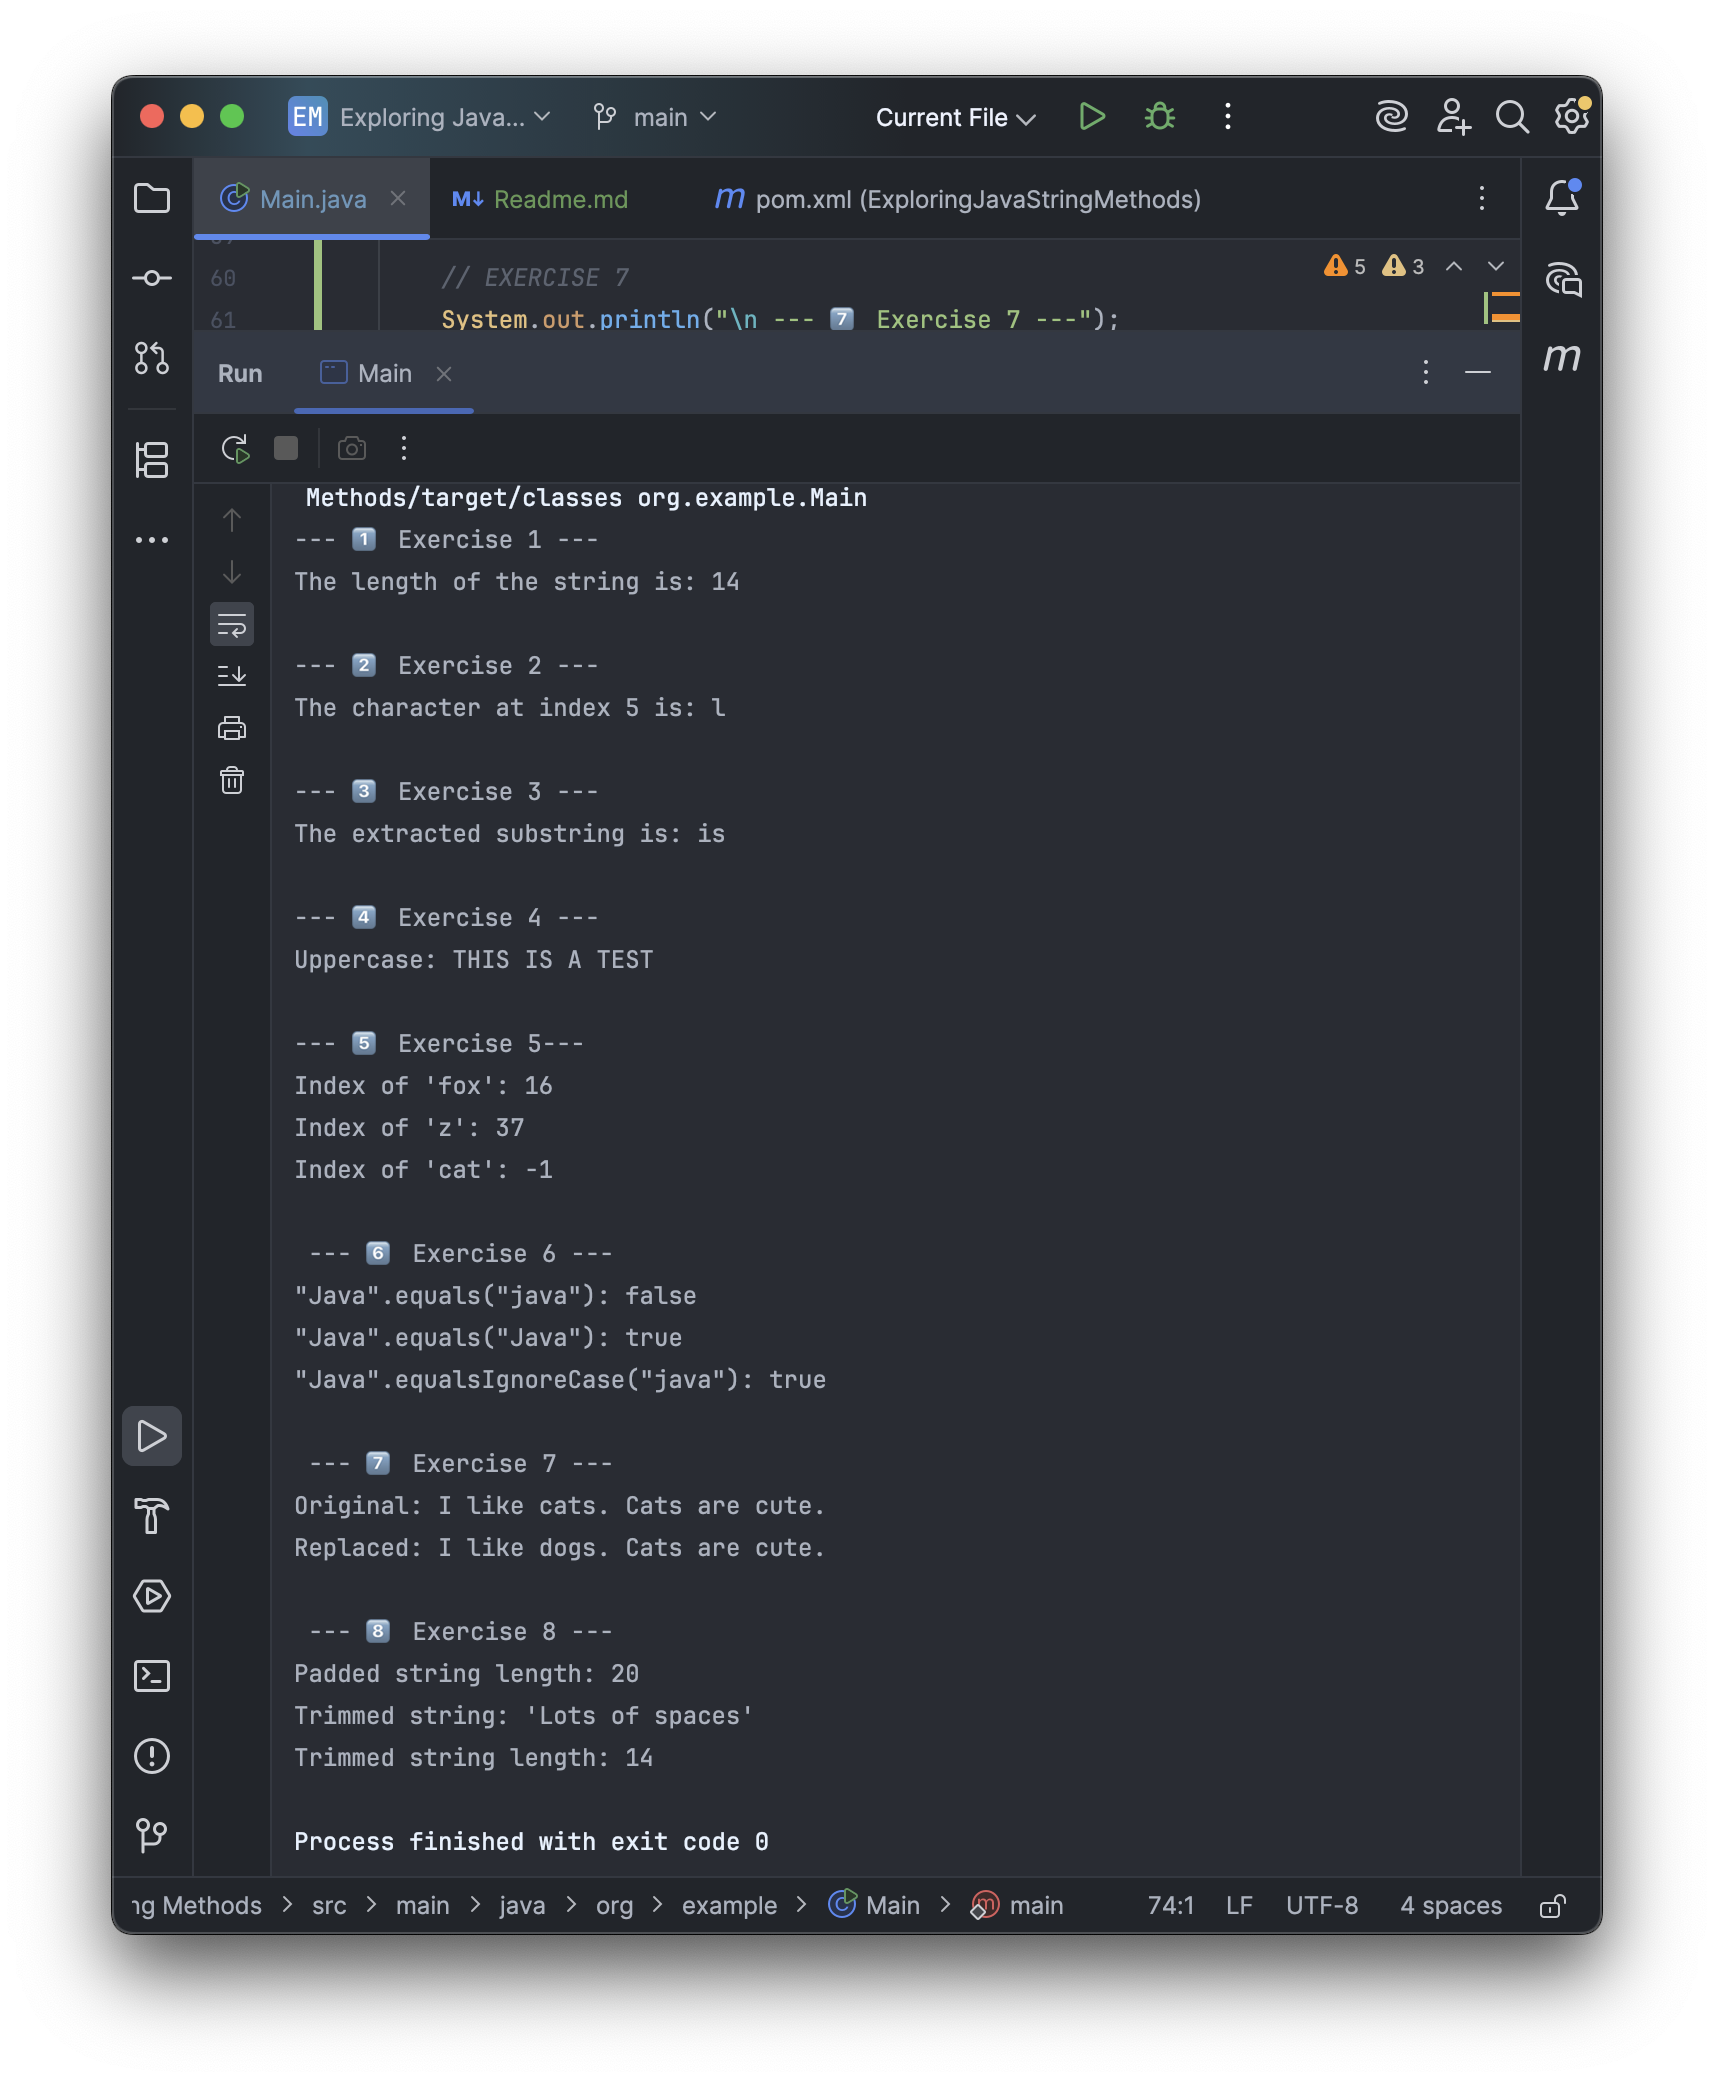 EM Exploring Java... main Current File
Main.java Readme.md pom.xml (ExploringJavaStringMethods)
60 // EXERCISE 7 5 3
61 System.out.println("\n --- 7️⃣ Exercise 7 ---");
Run Main
Methods/target/classes org.example.Main
--- 1️⃣ Exercise 1 ---
The length of the string is: 14
--- 2️⃣ Exercise 2 ---
The character at index 5 is: l
--- 3️⃣ Exercise 3 ---
The extracted substring is: is
--- 4️⃣ Exercise 4 ---
Uppercase: THIS IS A TEST
--- 5️⃣ Exercise 5---
Index of 'fox': 16
Index of 'z': 37
Index of 'cat': -1
--- 6️⃣ Exercise 6 ---
"Java".equals("java"): false
"Java".equals("Java"): true
"Java".equalsIgnoreCase("java"): true
--- 7️⃣ Exercise 7 ---
Original: I like cats. Cats are cute.
Replaced: I like dogs. Cats are cute.
--- 8️⃣ Exercise 8 ---
Padded string length: 20
Trimmed string: 'Lots of spaces'
Trimmed string length: 14
Process finished with exit code 0
ng Methods > src > main > java > org > example > Main > main 74:1 LF UTF-8 4 spaces